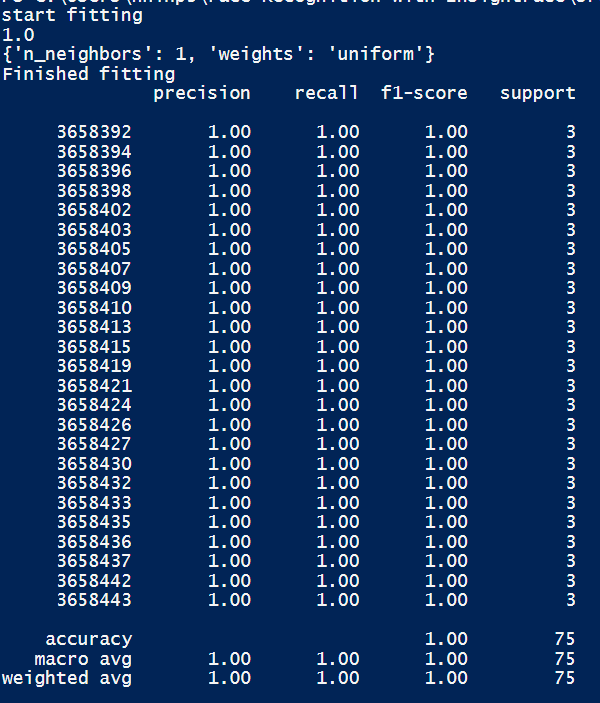 start fitting
1.0
{'n_neighbors': 1, 'weights': 'uniform'}
Finished fitting
precision recall f1-score support
3658392 1.00 1.00 1.00 3
3658394 1.00 1.00 1.00 3
3658396 1.00 1.00 1.00 3
3658398 1.00 1.00 1.00 3
3658402 1.00 1.00 1.00 3
3658403 1.00 1.00 1.00 3
3658405 1.00 1.00 1.00 3
3658407 1.00 1.00 1.00 3
3658409 1.00 1.00 1.00 3
3658410 1.00 1.00 1.00 3
3658413 1.00 1.00 1.00 3
3658415 1.00 1.00 1.00 3
3658419 1.00 1.00 1.00 3
3658421 1.00 1.00 1.00 3
3658424 1.00 1.00 1.00 3
3658426 1.00 1.00 1.00 3
3658427 1.00 1.00 1.00 3
3658430 1.00 1.00 1.00 3
3658432 1.00 1.00 1.00 3
3658433 1.00 1.00 1.00 3
3658435 1.00 1.00 1.00 3
3658436 1.00 1.00 1.00 3
3658437 1.00 1.00 1.00 3
3658442 1.00 1.00 1.00 3
3658443 1.00 1.00 1.00 3
accuracy 1.00 75
macro avg 1.00 1.00 1.00 75
weighted avg 1.00 1.00 1.00 75